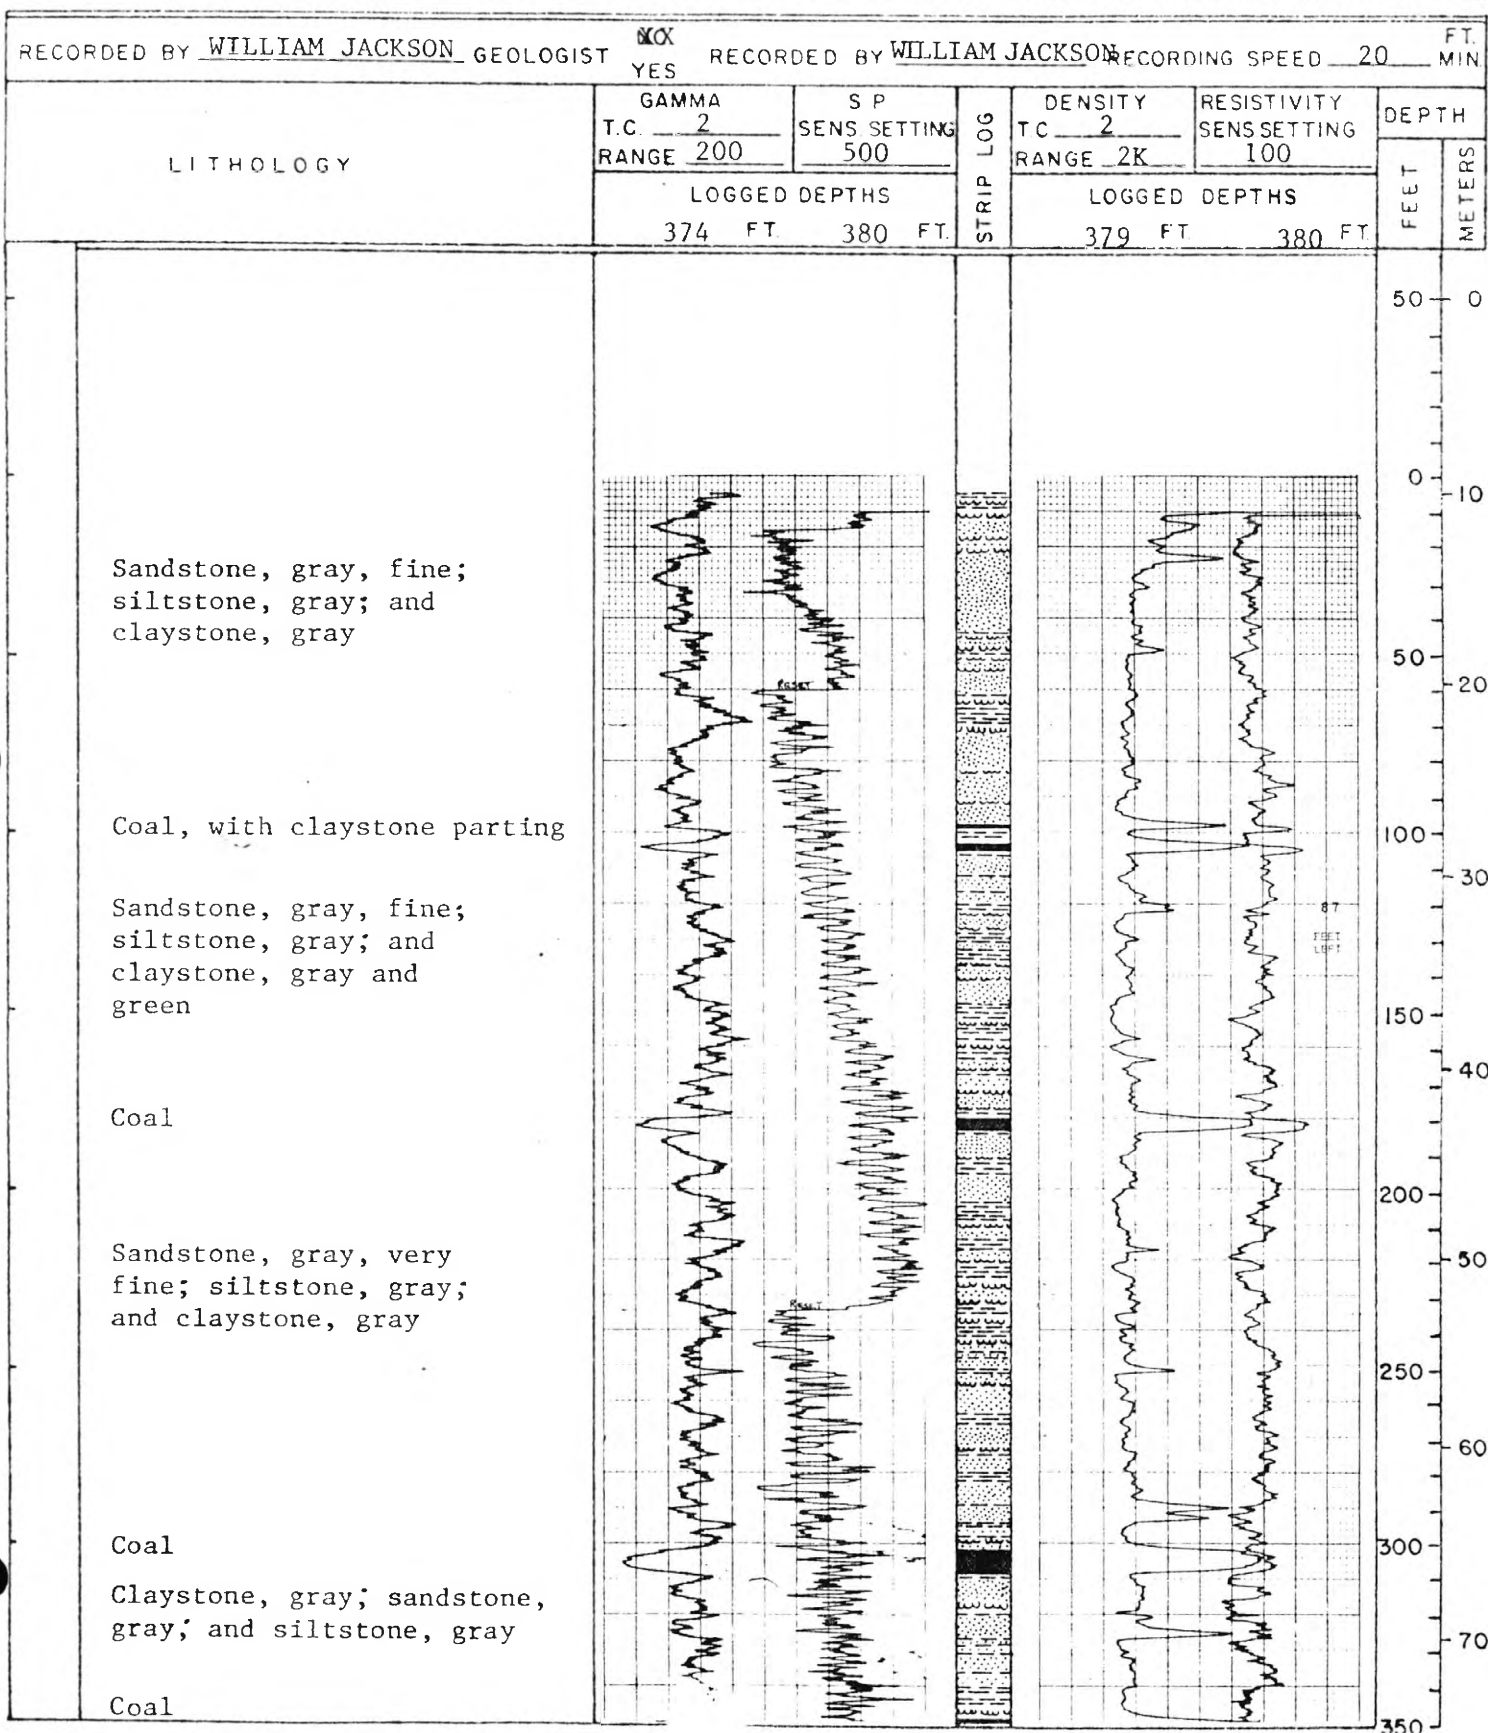 RECORDED BY WILLIAM JACKSON GEOLOGIST NO YES RECORDED BY WILLIAM JACKSON RECORDING SPEED 20 FT. MIN.
LITHOLOGY
GAMMA
T.C. 2
RANGE 200
S P
SENS. SETTING
500
LOGGED DEPTHS
374 FT. 380 FT.
STRIP LOG
DENSITY
T.C 2
RANGE 2K
RESISTIVITY
SENS SETTING
100
LOGGED DEPTHS
379 FT. 380 FT.
DEPTH
FEET
METERS
50 0
0
10
Sandstone, gray, fine;
siltstone, gray; and
claystone, gray
50
RESET
20
Coal, with claystone parting
100
30
Sandstone, gray, fine;
siltstone, gray; and
claystone, gray and
green
87
FEET
LEFT
150
40
Coal
200
Sandstone, gray, very
fine; siltstone, gray;
and claystone, gray
50
RESET
250
60
Coal
300
Claystone, gray; sandstone,
gray; and siltstone, gray
70
Coal
350